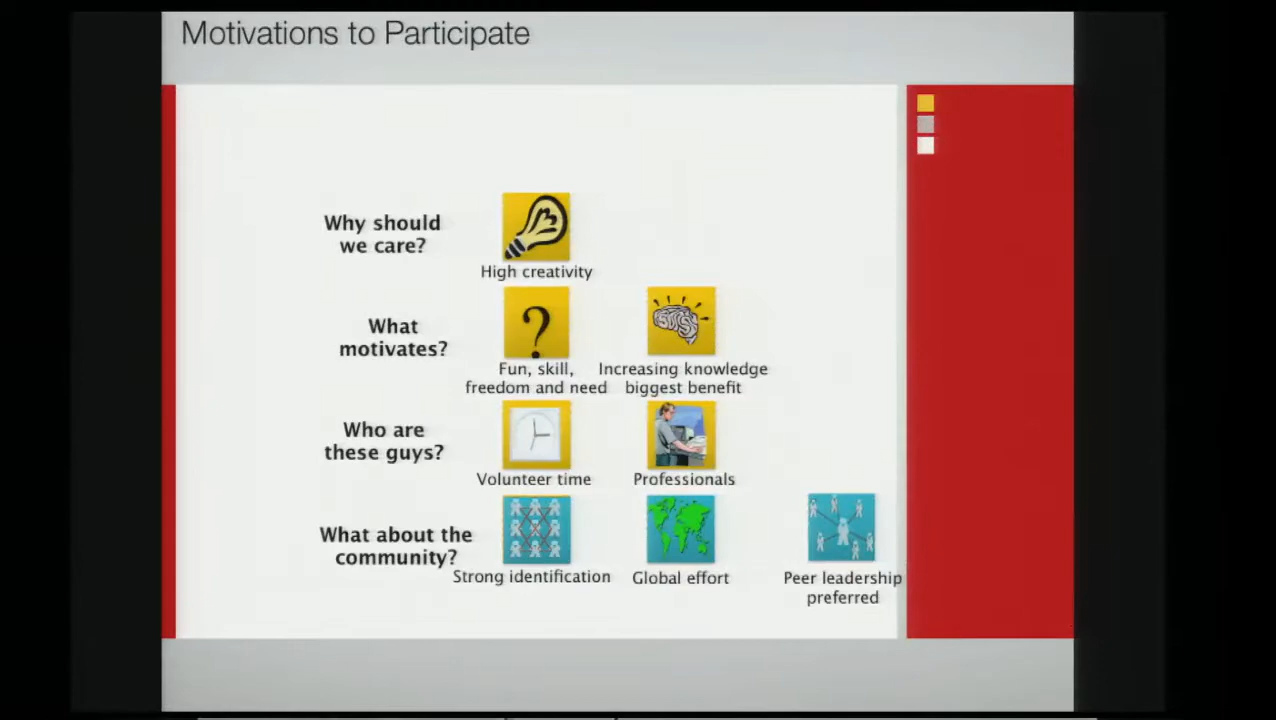 Motivations to Participate
Why should
we care?
High creativity
What
motivates?
Fun, skill,
freedom and need
Increasing knowledge
biggest benefit
Who are
these guys?
Volunteer time
Professionals
What about the
community?
Strong identification
Global effort
Peer leadership
preferred